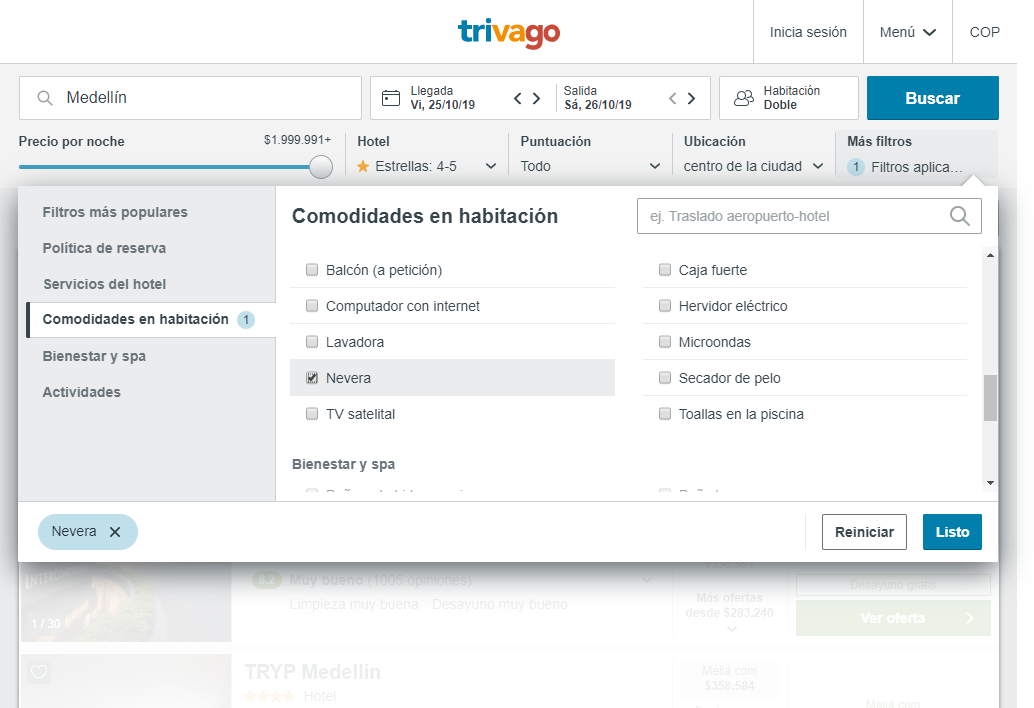 trivago
Inicia sesión
Menú
COP
Medellín
Llegada
Vi, 25/10/19
Salida
Sá, 26/10/19
Habitación
Doble
Buscar
Precio por noche
$1.999.991+
Hotel
Estrellas: 4-5
Puntuación
Todo
Ubicación
centro de la ciudad
Más filtros
1 Filtros aplica...
Filtros más populares
Política de reserva
Servicios del hotel
Comodidades en habitación 1
Bienestar y spa
Actividades
Comodidades en habitación
ej. Traslado aeropuerto-hotel
Balcón (a petición)
Caja fuerte
Computador con internet
Hervidor eléctrico
Lavadora
Microondas
Nevera
Secador de pelo
TV satelital
Toallas en la piscina
Bienestar y spa
Nevera
Reiniciar
Listo
8.2 Muy bueno (1005 opiniones)
Limpieza muy buena · Desayuno muy bueno
Más ofertas
desde $283.240
Desayuno gratis
Ver oferta
1 / 30
TRYP Medellín
Hotel
Meliá.com
$358.584
Meliá.com